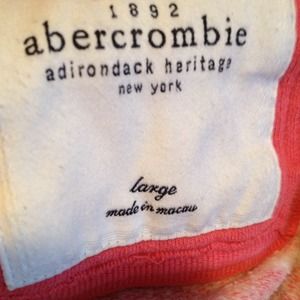 1892
abercrombie
adirondack heritage
new york
large
made in macau